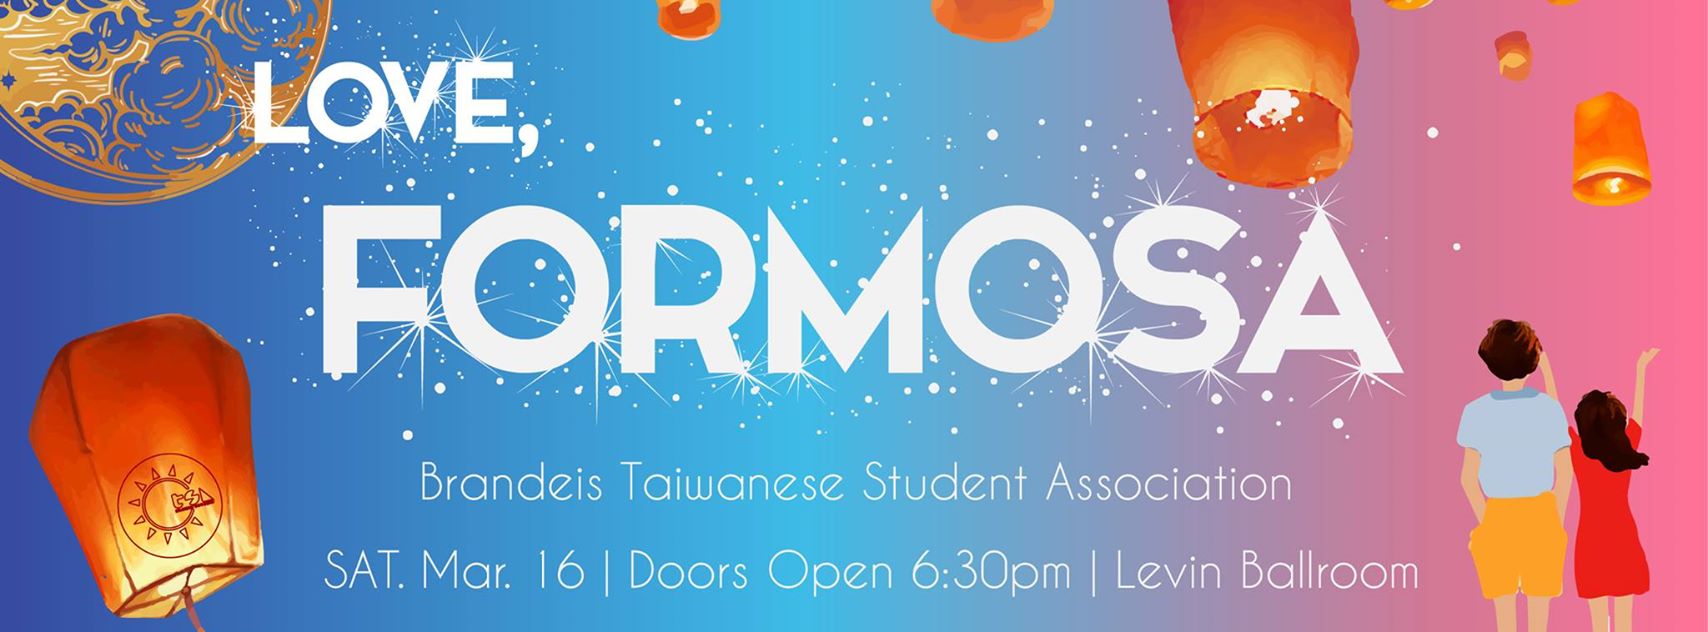 LOVE,
FORMOSA
Brandeis Taiwanese Student Association
SAT. Mar. 16 | Doors Open 6:30pm | Levin Ballroom